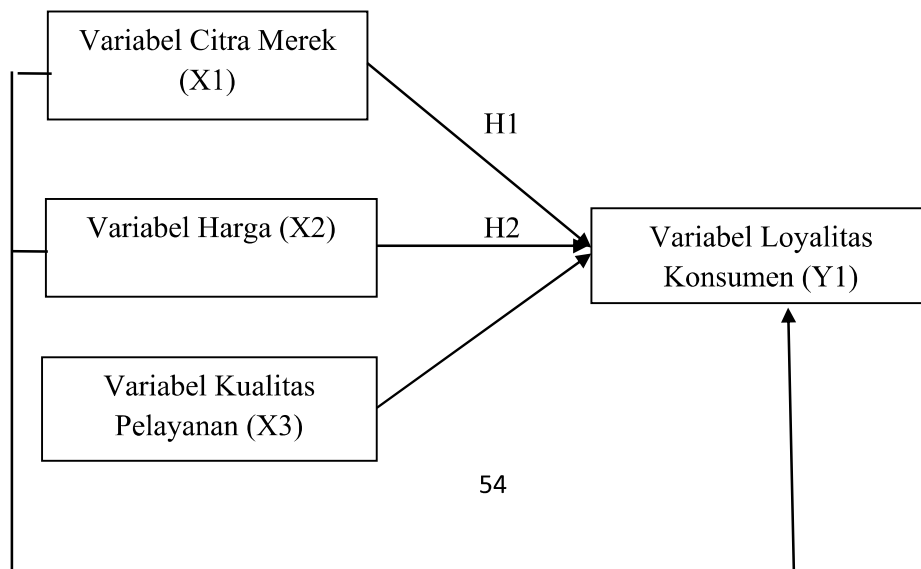 Variabel Citra Merek
(X1)
H1
Variabel Harga (X2)
H2
Variabel Loyalitas
Konsumen (Y1)
Variabel Kualitas
Pelayanan (X3)
54